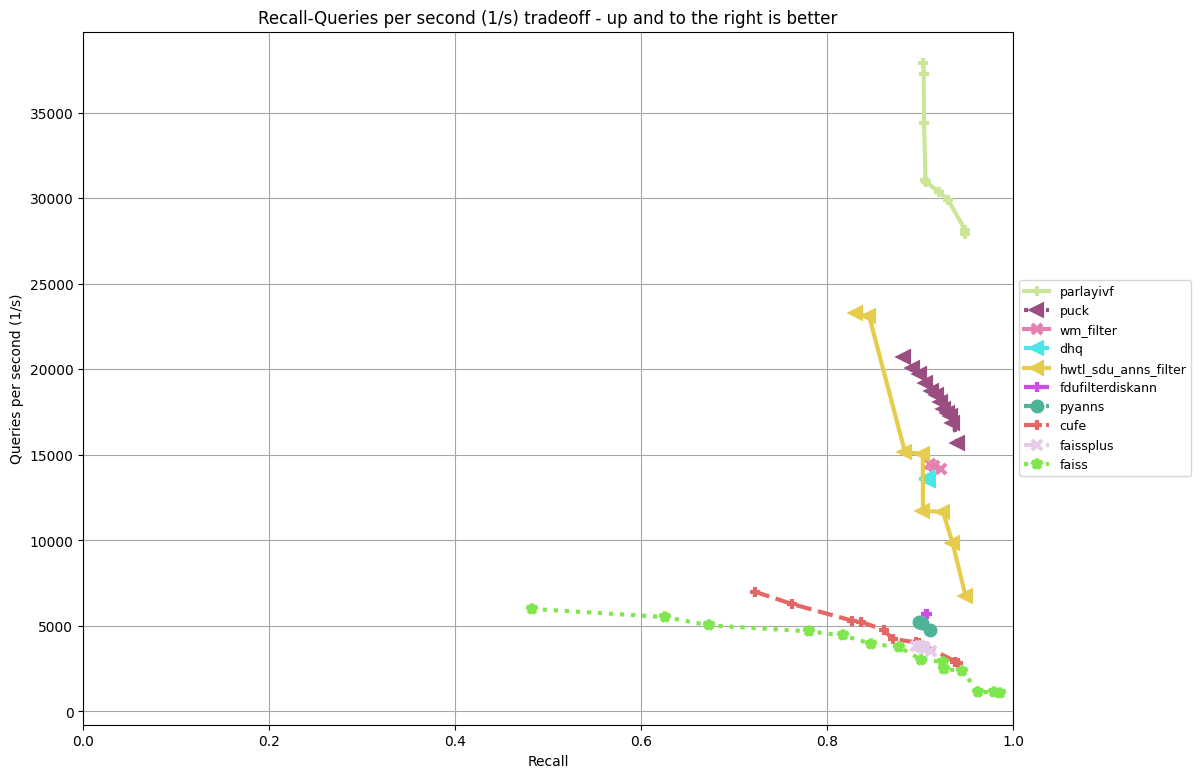 Recall-Queries per second (1/s) tradeoff - up and to the right is better
35000
30000
25000
20000
15000
10000
5000
0
Queries per second (1/s)
0.0
0.2
0.4
0.6
0.8
1.0
Recall
parlayivf
puck
wm_filter
dhq
hwtl_sdu_anns_filter
fdufilterdiskann
pyanns
cufe
faissplus
faiss